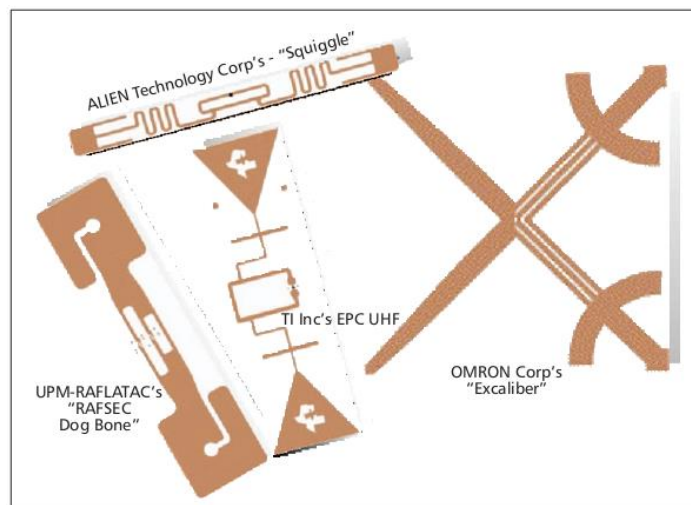 ALIEN Technology Corp's - “Squiggle”
TI Inc's EPC UHF
OMRON Corp's
“Excaliber”
UPM-RAFLATAC's
“RAFSEC
Dog Bone”